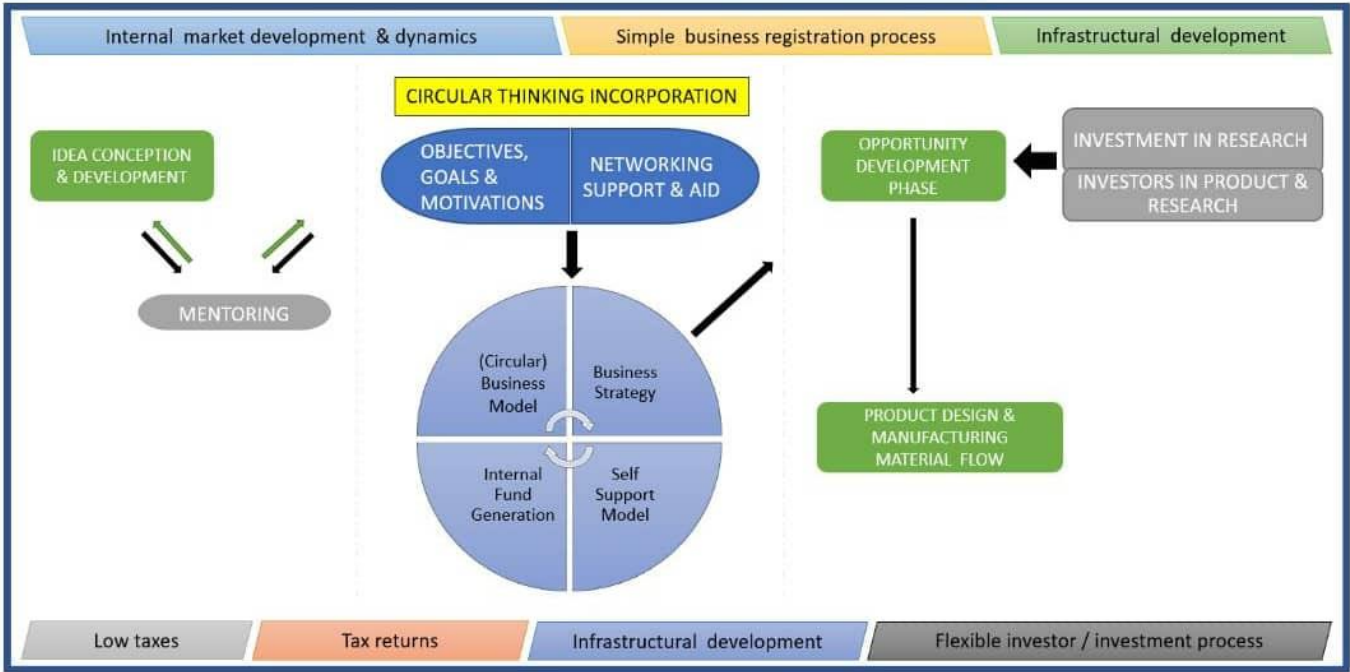 Internal market development & dynamics
Simple business registration process
Infrastructural development
CIRCULAR THINKING INCORPORATION
IDEA CONCEPTION
& DEVELOPMENT
OBJECTIVES,
GOALS &
MOTIVATIONS
NETWORKING
SUPPORT & AID
OPPORTUNITY
DEVELOPMENT
PHASE
INVESTMENT IN RESEARCH
INVESTORS IN PRODUCT &
RESEARCH
MENTORING
(Circular)
Business
Model
Business
Strategy
Internal
Fund
Generation
Self
Support
Model
PRODUCT DESIGN &
MANUFACTURING
MATERIAL FLOW
Low taxes
Tax returns
Infrastructural development
Flexible investor / investment process